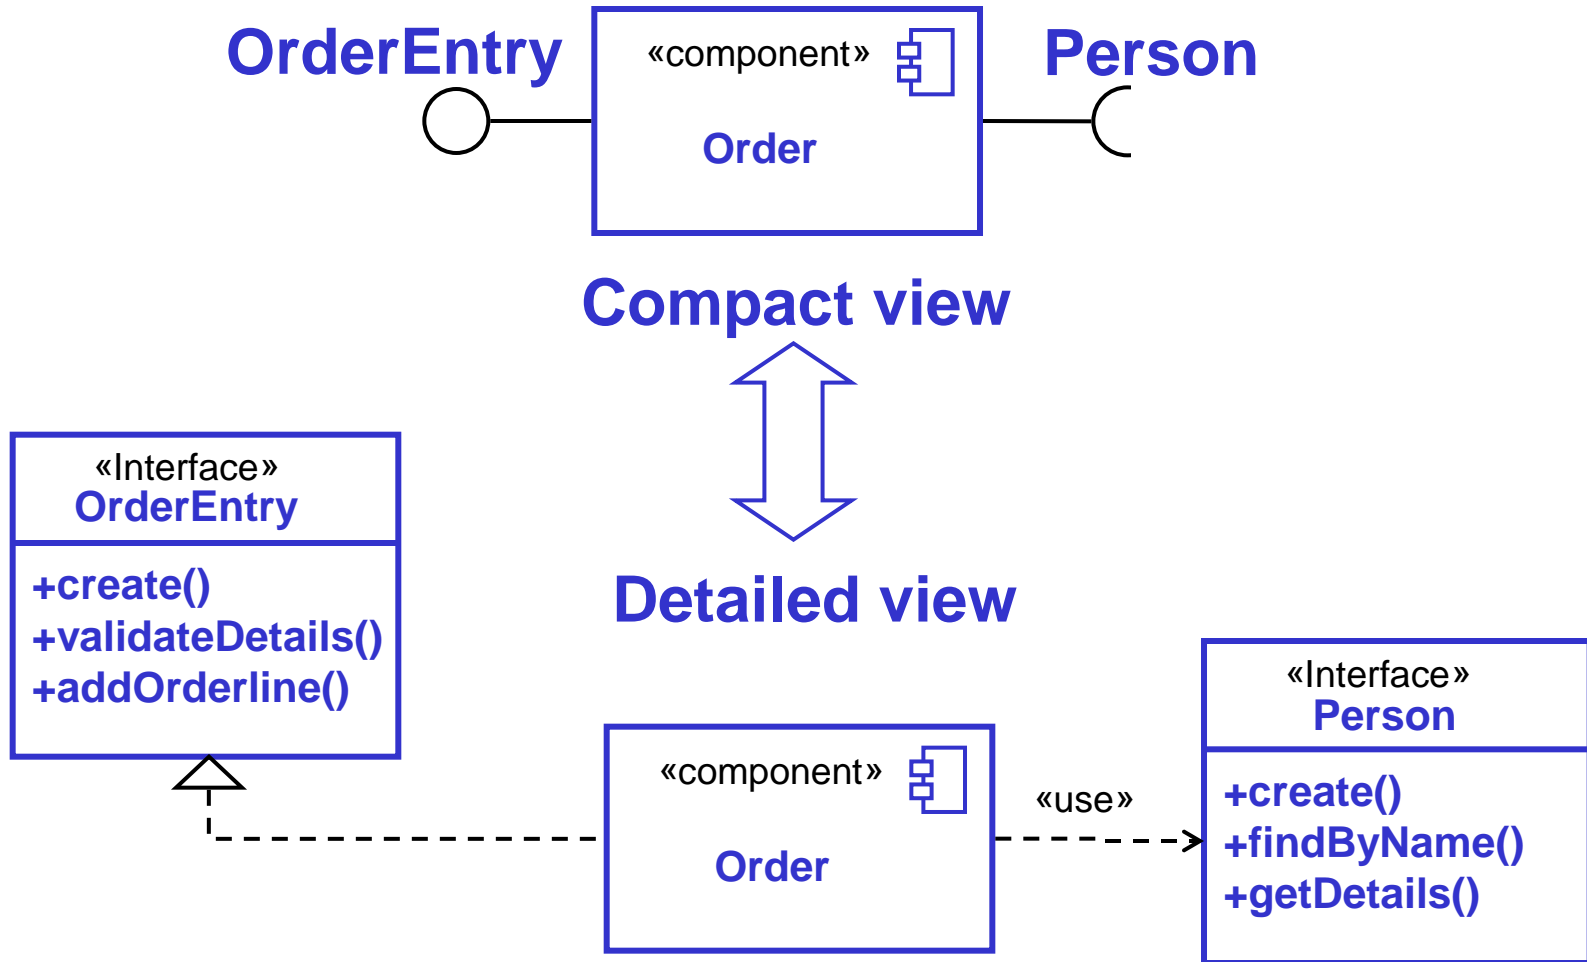 OrderEntry
«component»
Person
Order
Compact view
«Interface»
OrderEntry
+create()
+validateDetails()
+addOrderline()
Detailed view
«component»
Order
«use»
«Interface»
Person
+create()
+findByName()
+getDetails()